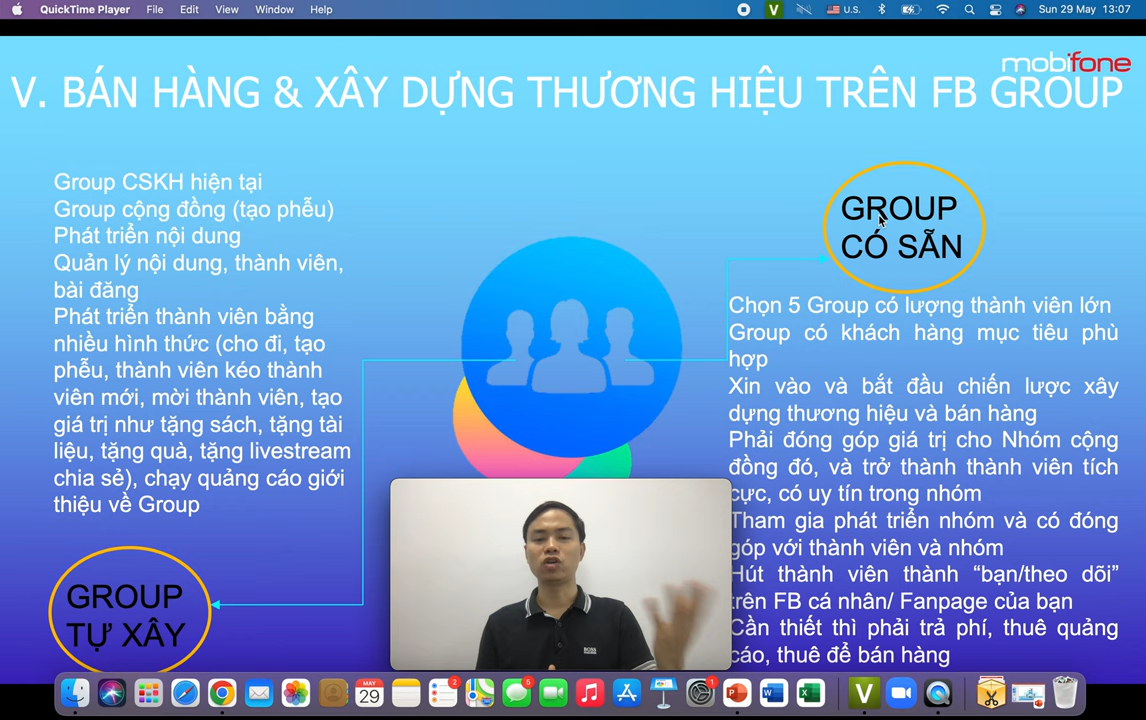 QuickTime Player File Edit View Window Help
V U.S. Sun 29 May 13:07
mobifone
V. BÁN HÀNG & XÂY DỰNG THƯƠNG HIỆU TRÊN FB GROUP
Group CSKH hiện tại
Group cộng đồng (tạo phễu)
Phát triển nội dung
Quản lý nội dung, thành viên,
bài đăng
Phát triển thành viên bằng
nhiều hình thức (cho đi, tạo
phễu, thành viên kéo thành
viên mới, mời thành viên, tạo
giá trị như tặng sách, tặng tài
liệu, tặng quà, tặng livestream
chia sẻ), chạy quảng cáo giới
thiệu về Group
GROUP
TỰ XÂY
GROUP
CÓ SẴN
Chọn 5 Group có lượng thành viên lớn
Group có khách hàng mục tiêu phù
hợp
Xin vào và bắt đầu chiến lược xây
dựng thương hiệu và bán hàng
Phải đóng góp giá trị cho Nhóm cộng
đồng đó, và trở thành thành viên tích
cực, có uy tín trong nhóm
Tham gia phát triển nhóm và có đóng
góp với thành viên và nhóm
Hút thành viên thành “bạn/theo dõi”
trên FB cá nhân/ Fanpage của bạn
Cần thiết thì phải trả phí, thuê quảng
cáo, thuê để bán hàng
BOSS
MAY
29
2
5
1
P
W
X
V